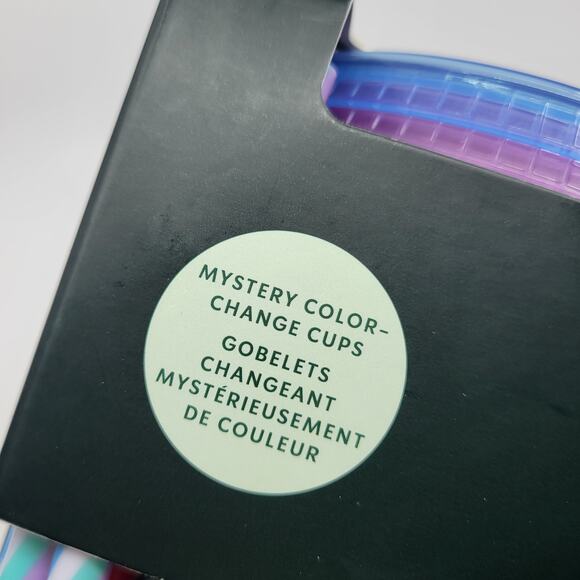 MYSTERY COLOR-
CHANGE CUPS
GOBELETS
CHANGEANT
MYSTÉRIEUSEMENT
DE COULEUR